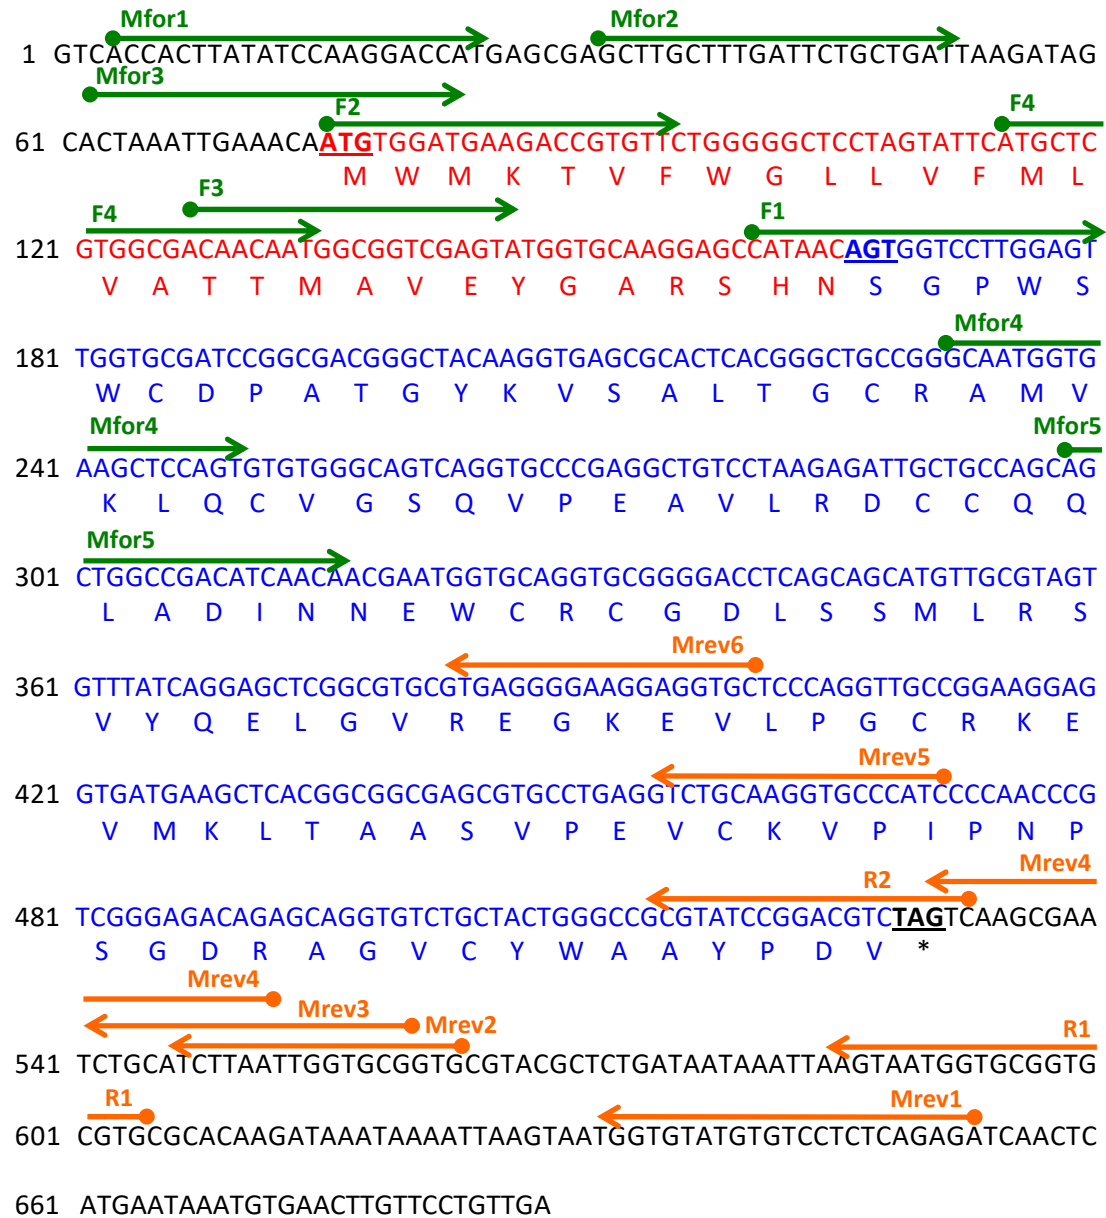 Mfor1 Mfor2
1 GTCACCACTTATATCCAAGGACCATGAGCGAGCTTGCTTTGATTCTGCTGATTAAGATAG
Mfor3 F2 F4
61 CACTAAATTGAAACAATGTGGATGAAGACCGTGTTCTGGGGGCTCCTAGTATTCATGCTC
M W M K T V F W G L L V F M L
F4 F3 F1
121 GTGGCGACAACAATGGCGGTCGAGTATGGTGCAAGGAGCCATAACAGTGGTCCTTGGAGT
V A T T M A V E Y G A R S H N S G P W S
Mfor4
181 TGGTGCGATCCGGCGACGGGCTACAAGGTGAGCGCACTCACGGGCTGCCGGGCAATGGTG
W C D P A T G Y K V S A L T G C R A M V
Mfor4 Mfor5
241 AAGCTCCAGTGTGTGGGCAGTCAGGTGCCCGAGGCTGTCCTAAGAGATTGCTGCCAGCAG
K L Q C V G S Q V P E A V L R D C C Q Q
Mfor5
301 CTGGCCGACATCAACAACGAATGGTGCAGGTGCGGGGACCTCAGCAGCATGTTGCGTAGT
L A D I N N E W C R C G D L S S M L R S
Mrev6
361 GTTTATCAGGAGCTCGGCGTGCGTGAGGGGAAGGAGGTGCTCCCAGGTTGCCGGAAGGAG
V Y Q E L G V R E G K E V L P G C R K E
Mrev5
421 GTGATGAAGCTCACGGCGGCGAGCGTGCCTGAGGTCTGCAAGGTGCCCATCCCCAACCCG
V M K L T A A S V P E V C K V P I P N P
R2 Mrev4
481 TCGGGAGACAGAGCAGGTGTCTGCTACTGGGCCGCGTATCCGGACGTCTAGTCAAGCGAA
S G D R A G V C Y W A A Y P D V *
Mrev4 Mrev3 Mrev2 R1
541 TCTGCATCTTAATTGGTGCGGTGCGTACGCTCTGATAATAAATTAAGTAATGGTGCGGTG
R1 Mrev1
601 CGTGCGCACAAGATAAATAAAATTAAGTAATGGTGTATGTGTCCTCTCAGAGATCAACTC
661 ATGAATAAATGTGAACTTGTTCCTGTTGA